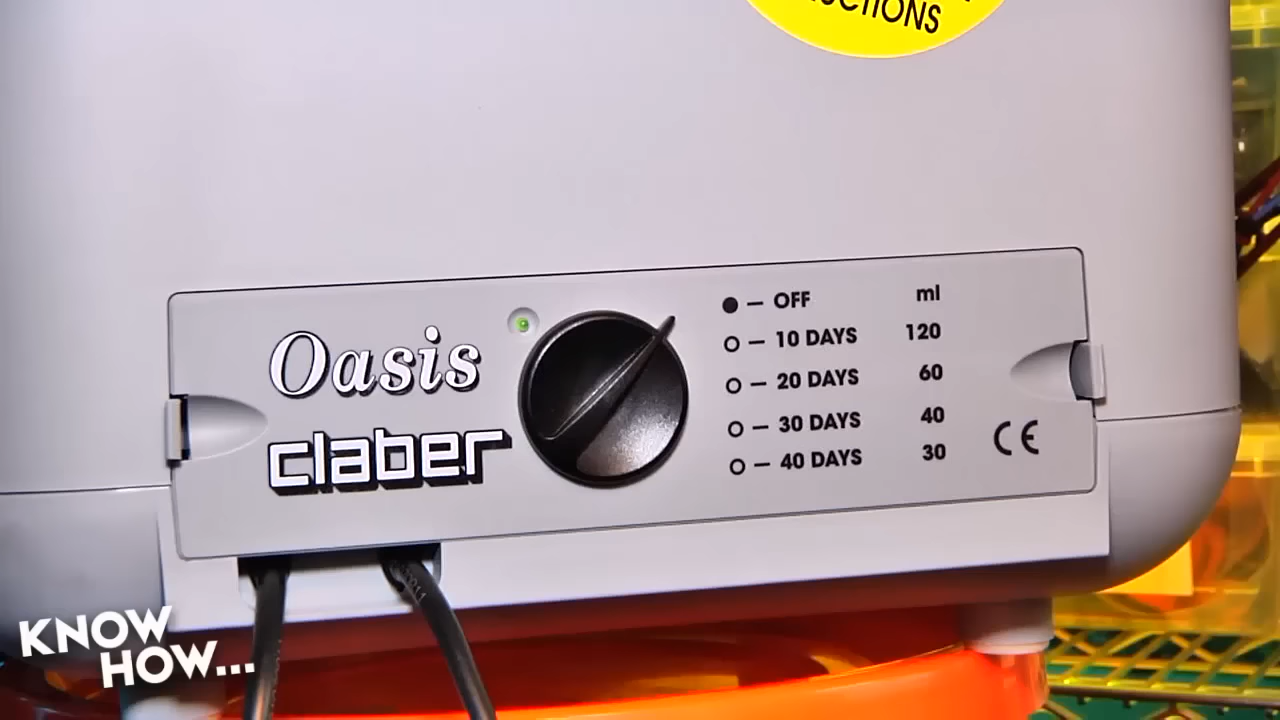 UCTIONS
Oasis
claber
OFF ml
10 DAYS 120
20 DAYS 60
30 DAYS 40
40 DAYS 30
CE
KNOW
HOW...